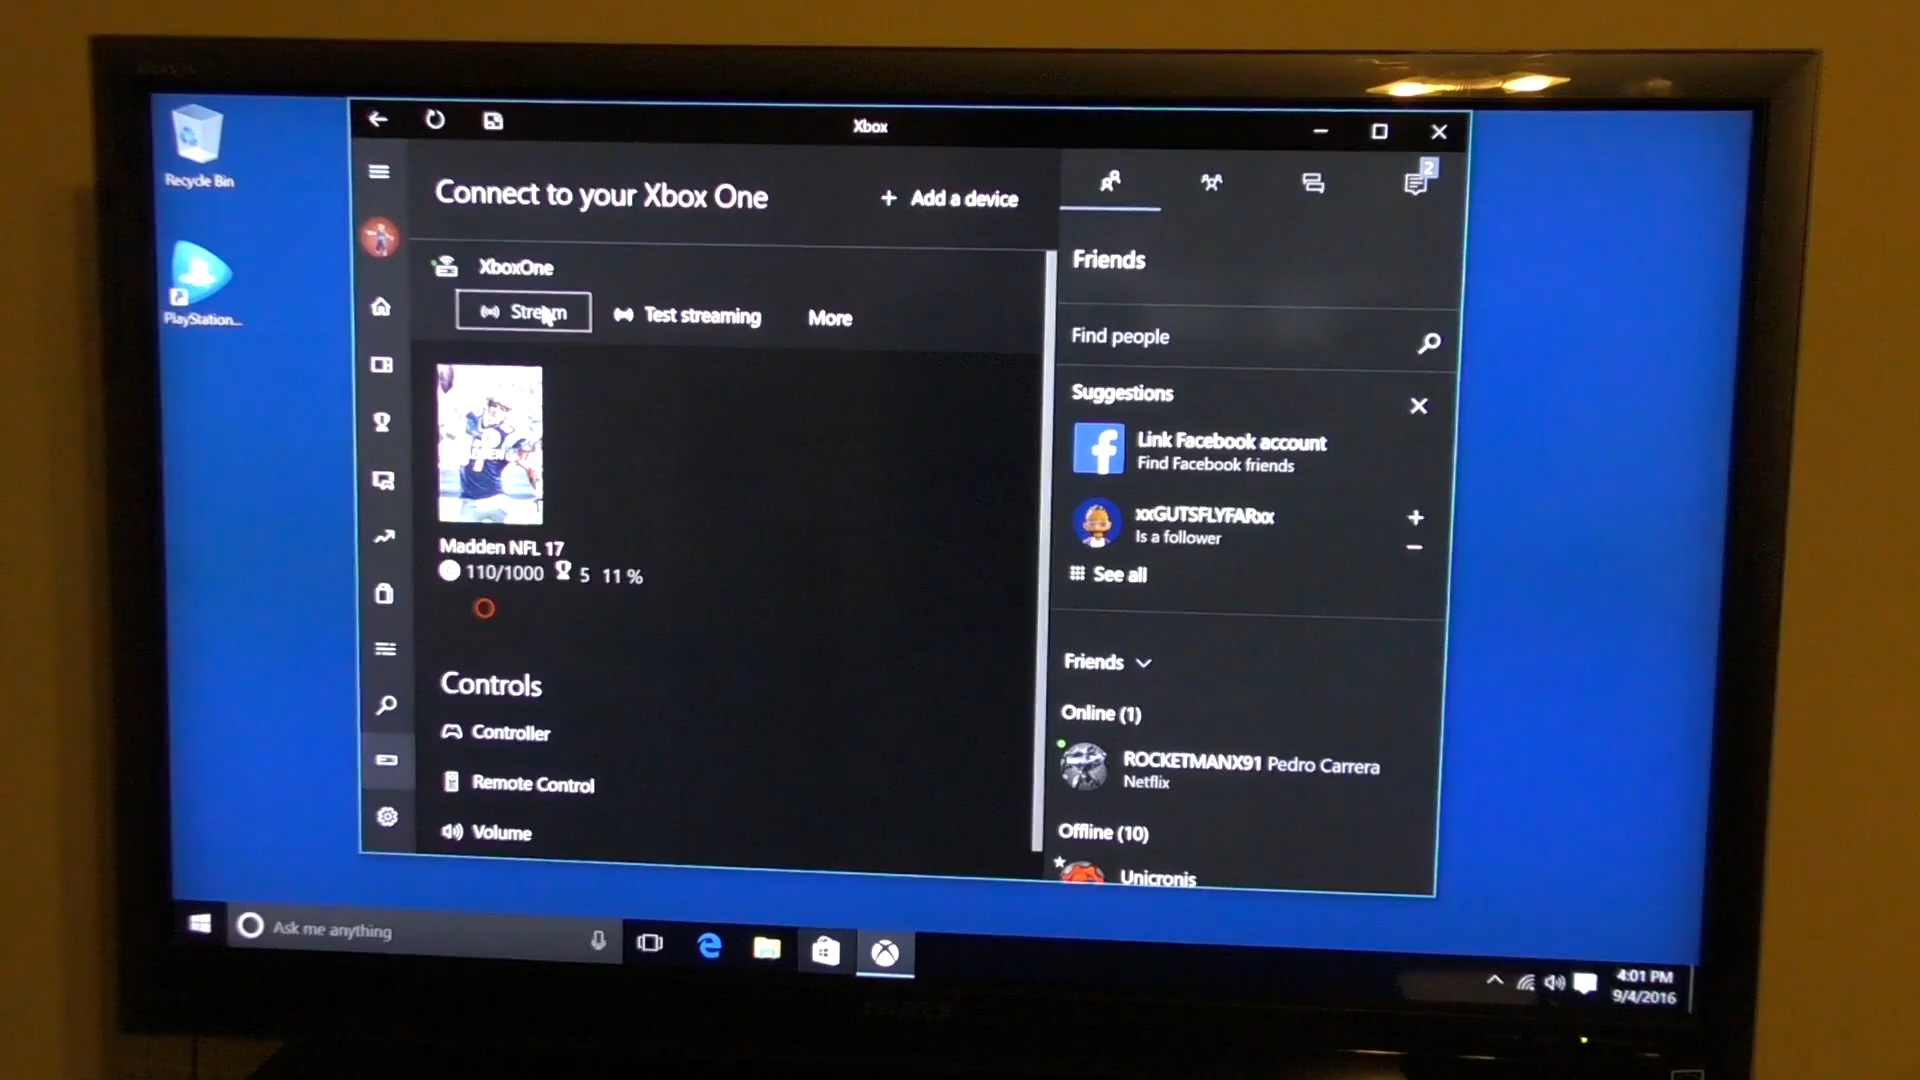 Recycle Bin
PlayStation...
Xbox
Connect to your Xbox One
+ Add a device
XboxOne
Stream
Test streaming
More
Madden NFL 17
110/1000 5 11 %
Controls
Controller
Remote Control
Volume
2
Friends
Find people
Suggestions
Link Facebook account
Find Facebook friends
xxGUTSFLYFARxx
Is a follower
See all
Friends
Online (1)
ROCKETMANX91 Pedro Carrera
Netflix
Offline (10)
Unicronis
Ask me anything
4:01 PM
9/4/2016